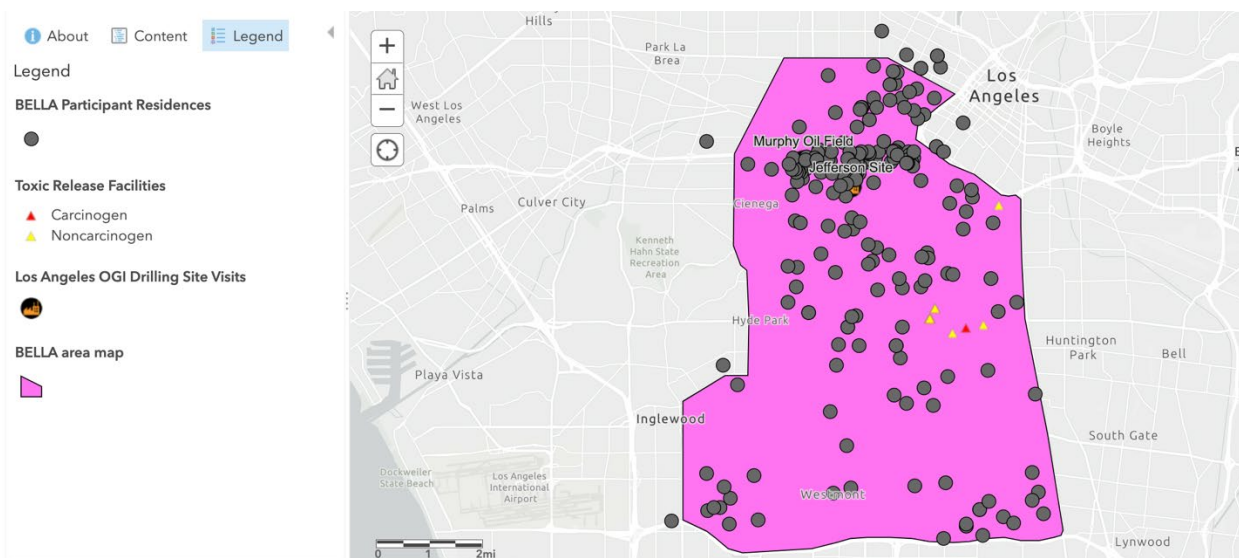 About
Content
Legend
Legend
BELLA Participant Residences
Toxic Release Facilities
Carcinogen
Noncarcinogen
Los Angeles OGI Drilling Site Visits
BELLA area map
+
−
Hills
Park La
Brea
Los
Angeles
West Los
Angeles
Boyle
Heights
Murphy Oil Field
Jefferson Site
Palms
Culver City
Cienega
Kenneth
Hahn State
Recreation
Area
Hyde Park
Huntington
Park
Bell
Playa Vista
Inglewood
South Gate
Dockweiler
State Beach
Los Angeles
International
Airport
Westmont
Lynwood
0 1 2mi